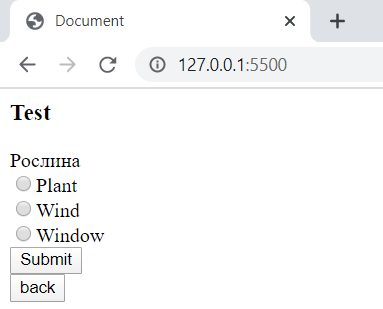 Document
127.0.0.1:5500
Test
Рослина
Plant
Wind
Window
Submit
back